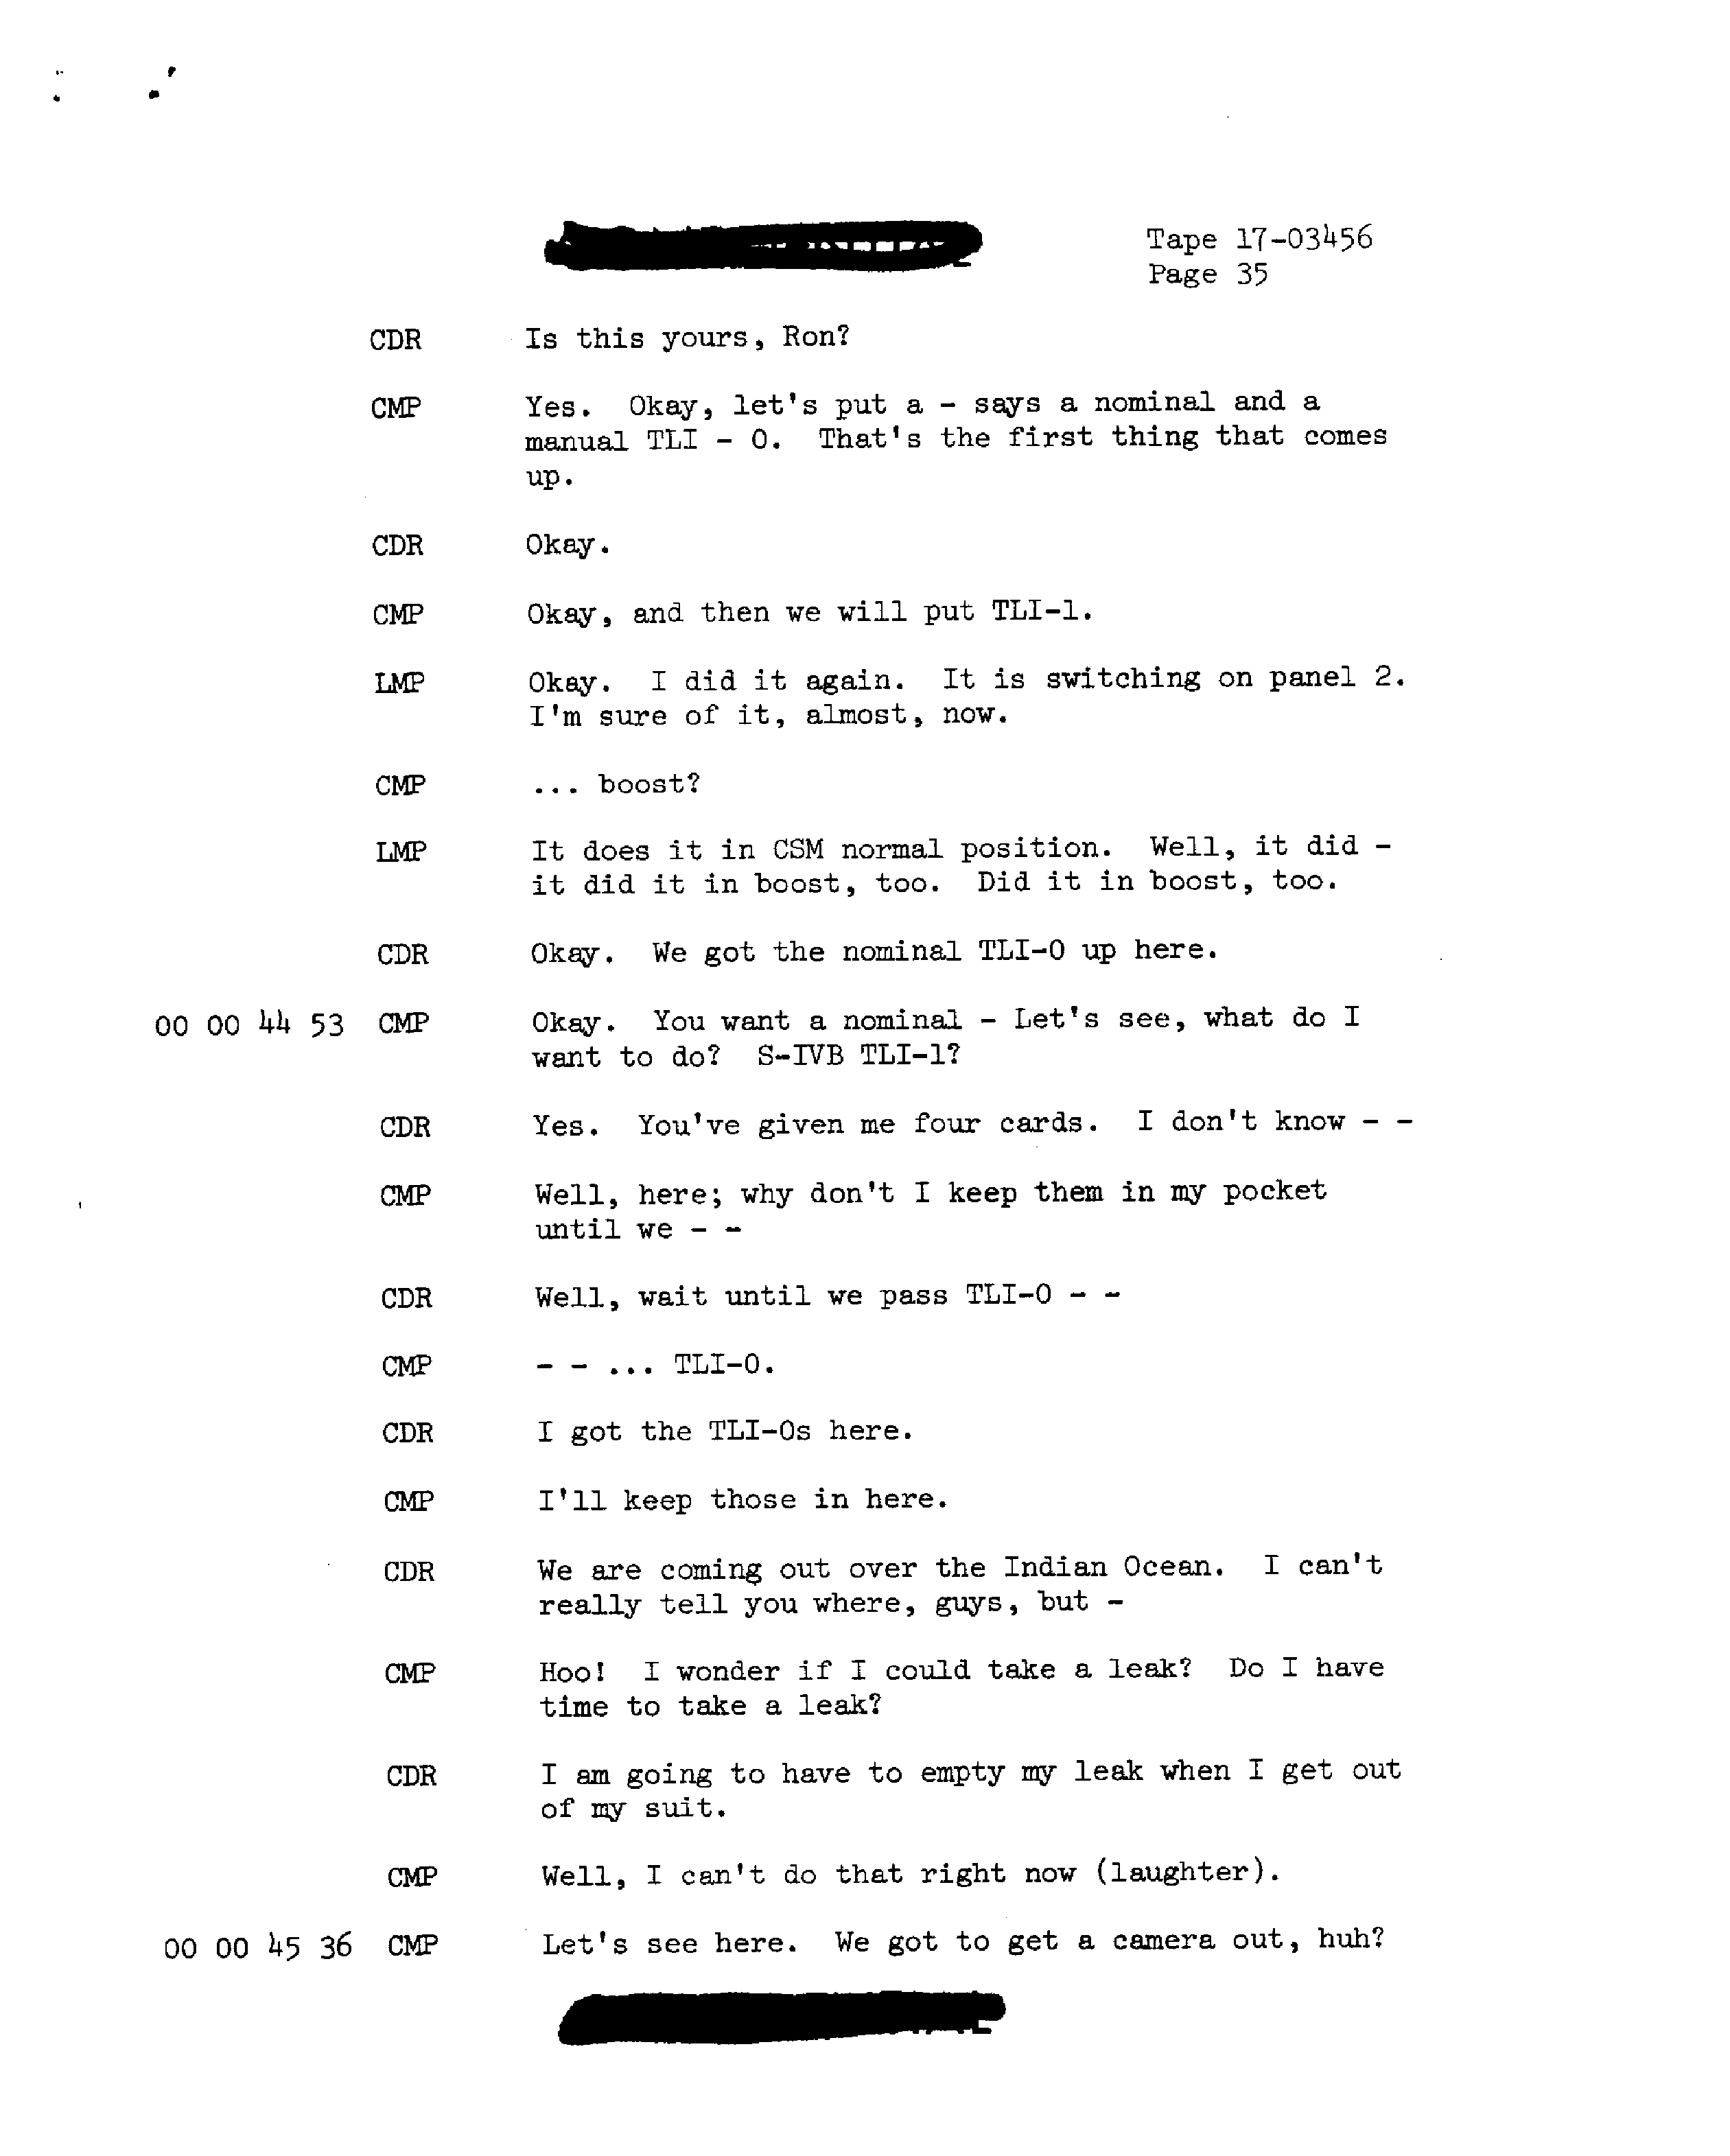 Tape 17-03456
Page 35
CDR Is this yours, Ron?
CMP Yes. Okay, let's put a - says a nominal and a
manual TLI - 0. That's the first thing that comes
up.
CDR Okay.
CMP Okay, and then we will put TLI-1.
LMP Okay. I did it again. It is switching on panel 2.
I'm sure of it, almost, now.
CMP ... boost?
LMP It does it in CSM normal position. Well, it did -
it did it in boost, too. Did it in boost, too.
CDR Okay. We got the nominal TLI-0 up here.
00 00 44 53 CMP Okay. You want a nominal - Let's see, what do I
want to do? S-IVB TLI-1?
CDR Yes. You've given me four cards. I don't know - -
CMP Well, here; why don't I keep them in my pocket
until we - -
CDR Well, wait until we pass TLI-0 - -
CMP - - ... TLI-0.
CDR I got the TLI-0s here.
CMP I'll keep those in here.
CDR We are coming out over the Indian Ocean. I can't
really tell you where, guys, but -
CMP Hoo! I wonder if I could take a leak? Do I have
time to take a leak?
CDR I am going to have to empty my leak when I get out
of my suit.
CMP Well, I can't do that right now (laughter).
00 00 45 36 CMP Let's see here. We got to get a camera out, huh?